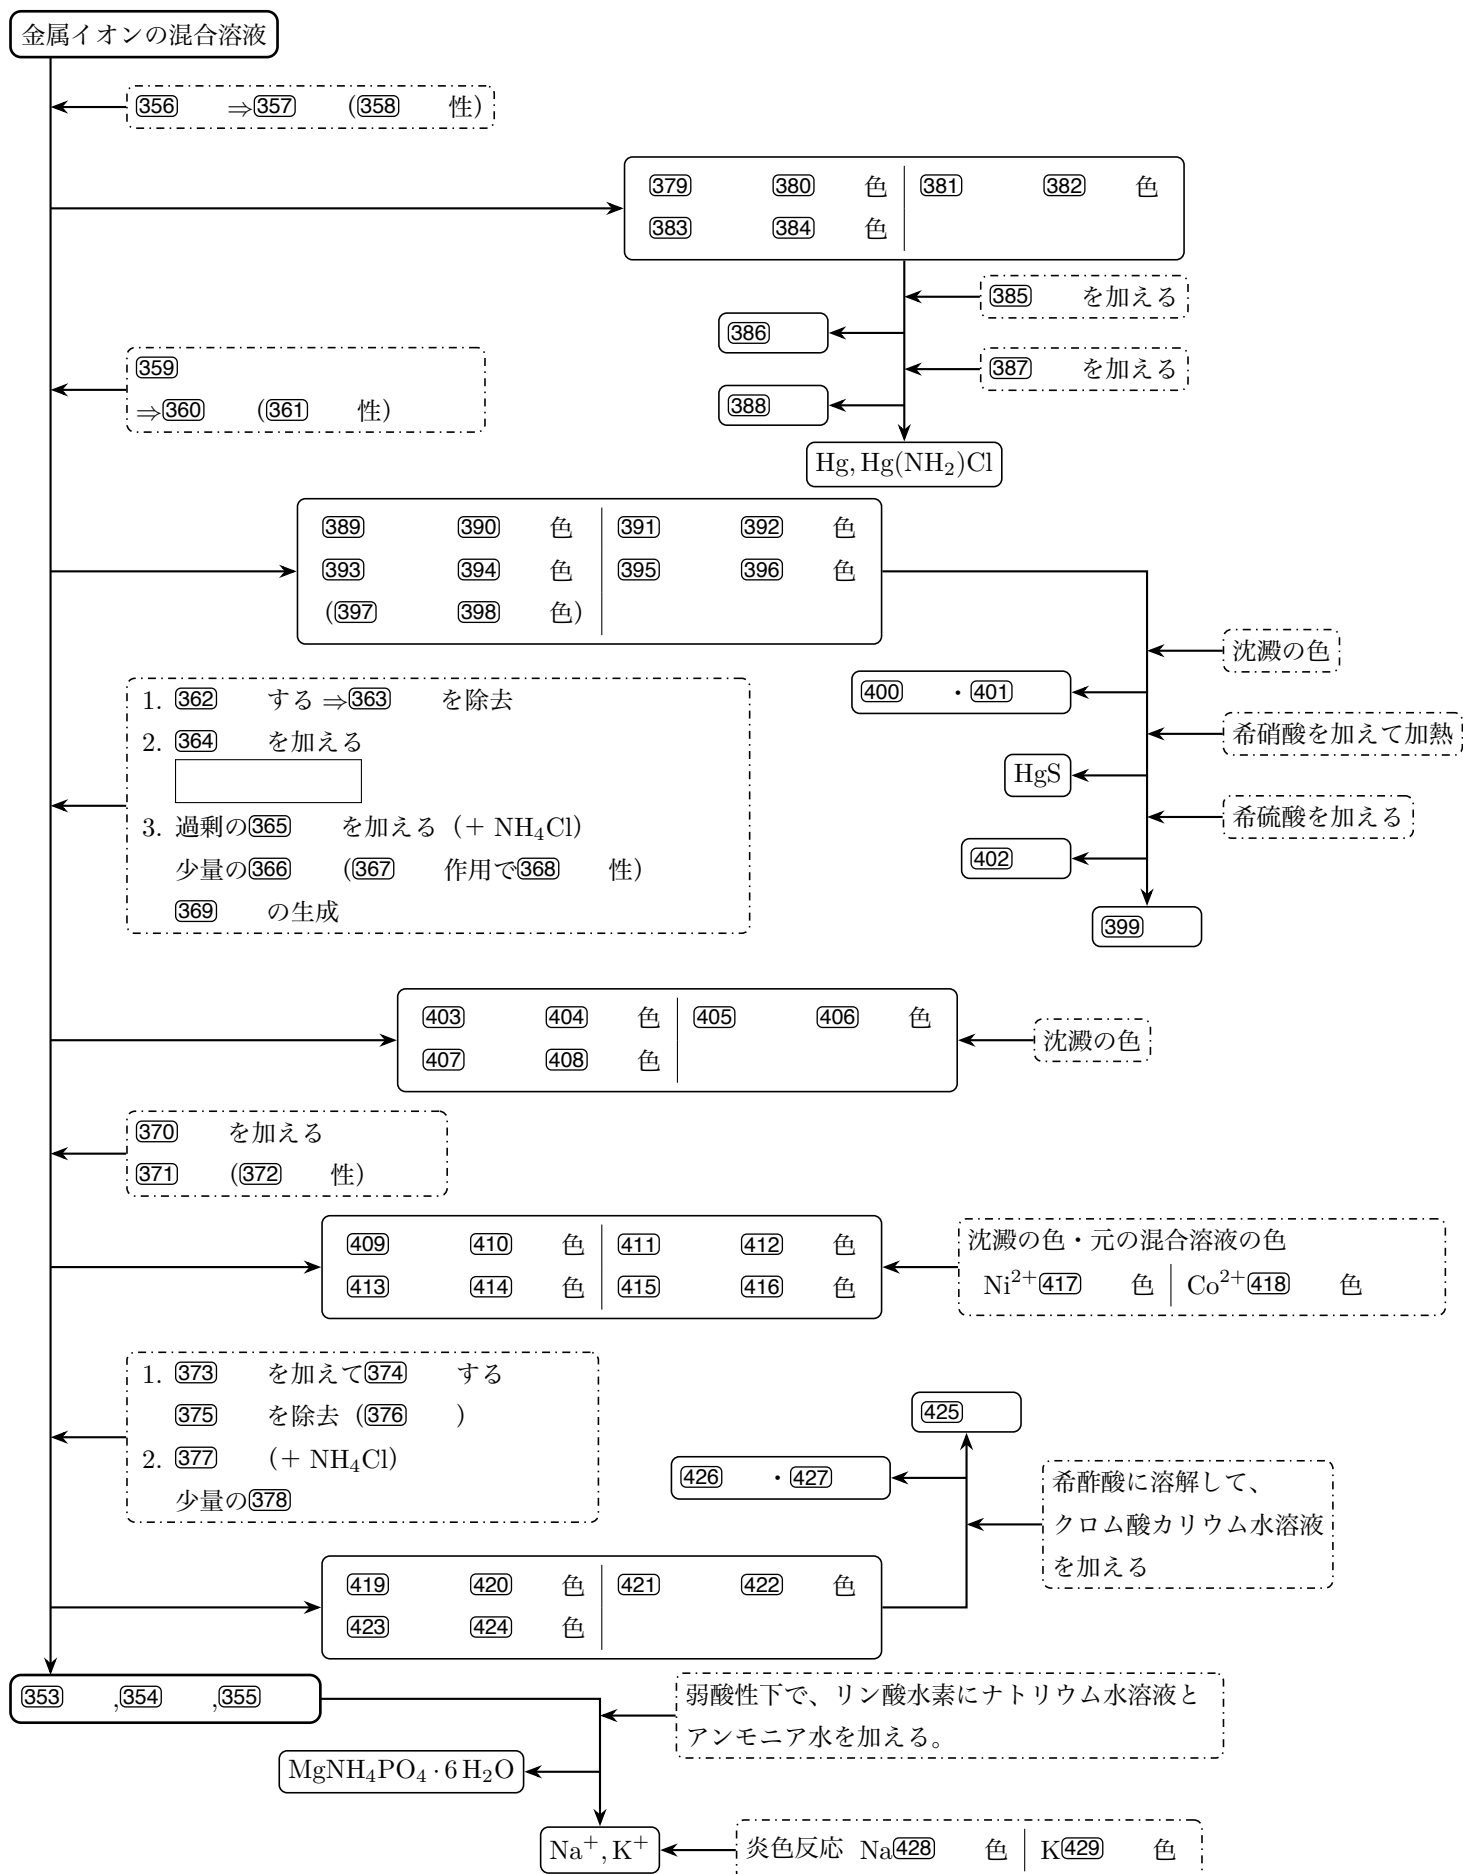 金属イオンの混合溶液
356 ⇒357 (358 性)
379 380 色 381 382 色
383 384 色
385 を加える
386
387 を加える
388
Hg, Hg(NH₂)Cl
359
⇒360 (361 性)
389 390 色 391 392 色
393 394 色 395 396 色
(397 398 色)
沈澱の色
400 ・401
希硝酸を加えて加熱
HgS
希硫酸を加える
402
399
1. 362 する ⇒363 を除去
2. 364 を加える
3. 過剰の365 を加える (+ NH₄Cl)
少量の366 (367 作用で368 性)
369 の生成
403 404 色 405 406 色
407 408 色
沈澱の色
370 を加える
371 (372 性)
409 410 色 411 412 色
413 414 色 415 416 色
沈澱の色・元の混合溶液の色
Ni²⁺417 色 Co²⁺418 色
1. 373 を加えて374 する
375 を除去 (376 )
2. 377 (+ NH₄Cl)
少量の378
425
426 ・427
希酢酸に溶解して、
クロム酸カリウム水溶液
を加える
419 420 色 421 422 色
423 424 色
353 ,354 ,355
弱酸性下で、リン酸水素にナトリウム水溶液と
アンモニア水を加える。
MgNH₄PO₄·6H₂O
Na⁺, K⁺
炎色反応 Na428 色 K429 色